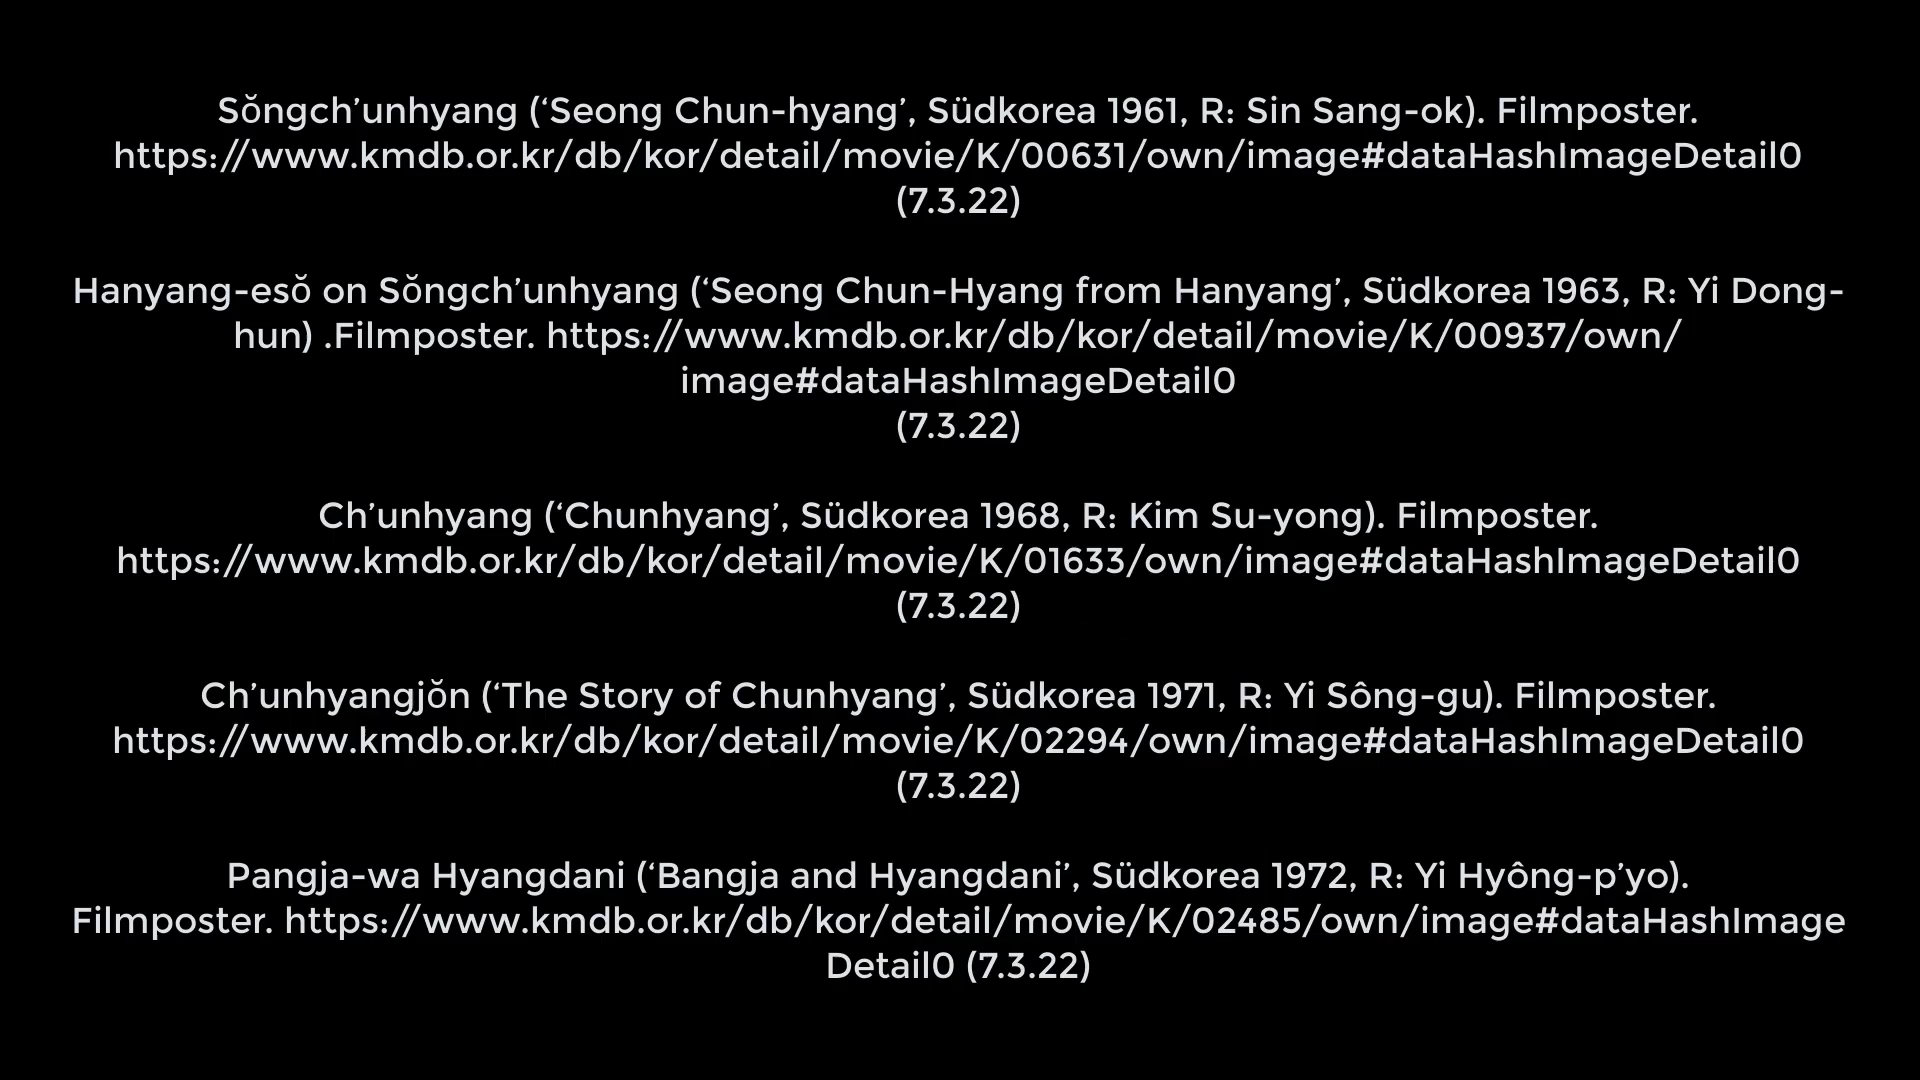 Sŏngch’unhyang (‘Seong Chun-hyang’, Südkorea 1961, R: Sin Sang-ok). Filmposter.
https://www.kmdb.or.kr/db/kor/detail/movie/K/00631/own/image#dataHashImageDetail0
(7.3.22)
Hanyang-esŏ on Sŏngch’unhyang (‘Seong Chun-Hyang from Hanyang’, Südkorea 1963, R: Yi Dong-
hun) .Filmposter. https://www.kmdb.or.kr/db/kor/detail/movie/K/00937/own/
image#dataHashImageDetail0
(7.3.22)
Ch’unhyang (‘Chunhyang’, Südkorea 1968, R: Kim Su-yong). Filmposter.
https://www.kmdb.or.kr/db/kor/detail/movie/K/01633/own/image#dataHashImageDetail0
(7.3.22)
Ch’unhyangjŏn (‘The Story of Chunhyang’, Südkorea 1971, R: Yi Sông-gu). Filmposter.
https://www.kmdb.or.kr/db/kor/detail/movie/K/02294/own/image#dataHashImageDetail0
(7.3.22)
Pangja-wa Hyangdani (‘Bangja and Hyangdani’, Südkorea 1972, R: Yi Hyông-p’yo).
Filmposter. https://www.kmdb.or.kr/db/kor/detail/movie/K/02485/own/image#dataHashImage
Detail0 (7.3.22)